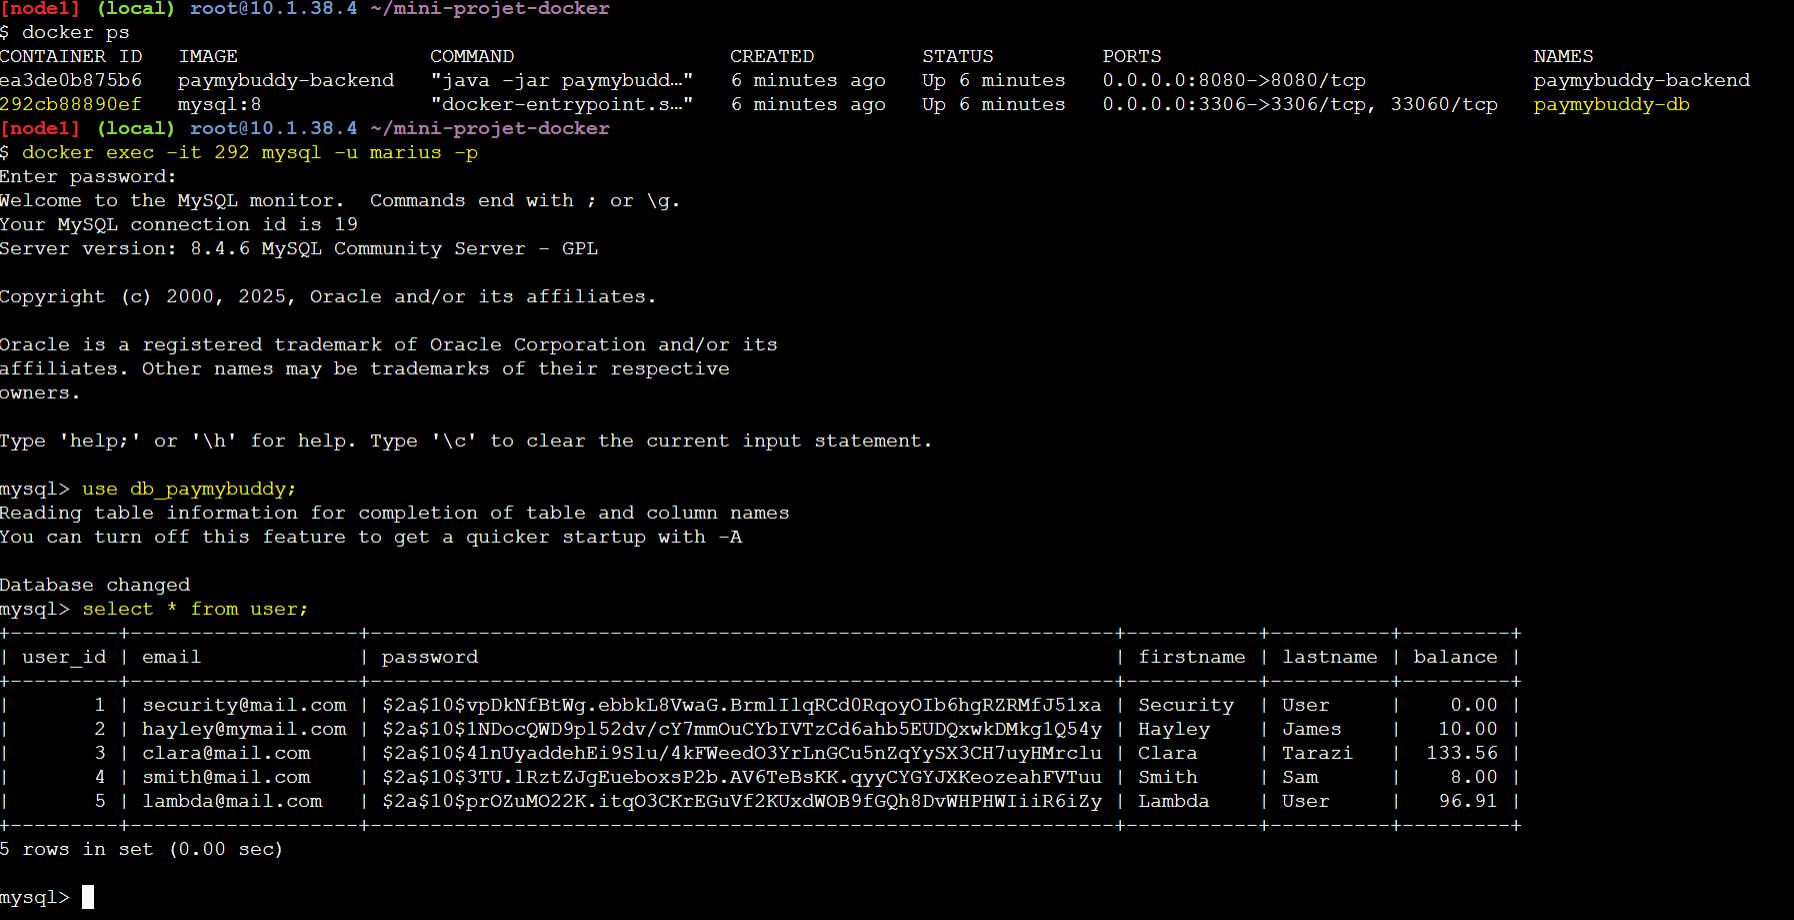 [node1] (local) root@10.1.38.4 ~/mini-projet-docker
$ docker ps
CONTAINER ID   IMAGE                COMMAND                  CREATED         STATUS         PORTS                               NAMES
ea3de0b875b6   paymybuddy-backend   "java -jar paymybudd…"   6 minutes ago   Up 6 minutes   0.0.0.0:8080->8080/tcp              paymybuddy-backend
292cb88890ef   mysql:8              "docker-entrypoint.s…"   6 minutes ago   Up 6 minutes   0.0.0.0:3306->3306/tcp, 33060/tcp   paymybuddy-db
[node1] (local) root@10.1.38.4 ~/mini-projet-docker
$ docker exec -it 292 mysql -u marius -p
Enter password:
Welcome to the MySQL monitor.  Commands end with ; or \g.
Your MySQL connection id is 19
Server version: 8.4.6 MySQL Community Server - GPL
Copyright (c) 2000, 2025, Oracle and/or its affiliates.
Oracle is a registered trademark of Oracle Corporation and/or its
affiliates. Other names may be trademarks of their respective
owners.
Type 'help;' or '\h' for help. Type '\c' to clear the current input statement.
mysql> use db_paymybuddy;
Reading table information for completion of table and column names
You can turn off this feature to get a quicker startup with -A
Database changed
mysql> select * from user;
+---------+-------------------+--------------------------------------------------------------+-----------+----------+---------+
| user_id | email             | password                                                     | firstname | lastname | balance |
+---------+-------------------+--------------------------------------------------------------+-----------+----------+---------+
|       1 | security@mail.com | $2a$10$vpDkNfBtWg.ebbkL8VwaG.BrmlIlqRCd0RqoyOIb6hgRZRMfJ51xa | Security  | User     |    0.00 |
|       2 | hayley@mymail.com | $2a$10$1NDocQWD9pl52dv/cY7mmOuCYbIVTzCd6ahb5EUDQxwkDMkg1Q54y | Hayley    | James    |   10.00 |
|       3 | clara@mail.com    | $2a$10$41nUyaddehEi9Slu/4kFWeedO3YrLnGCu5nZqYySX3CH7uyHMrclu | Clara     | Tarazi   |  133.56 |
|       4 | smith@mail.com    | $2a$10$3TU.lRztZJgEueboxsP2b.AV6TeBsKK.qyyCYGYJXKeozeahFVTuu | Smith     | Sam      |    8.00 |
|       5 | lambda@mail.com   | $2a$10$prOZuMO22K.itqO3CKrEGuVf2KUxdWOB9fGQh8DvWHPHWIiiR6iZy | Lambda    | User     |   96.91 |
+---------+-------------------+--------------------------------------------------------------+-----------+----------+---------+
5 rows in set (0.00 sec)
mysql>